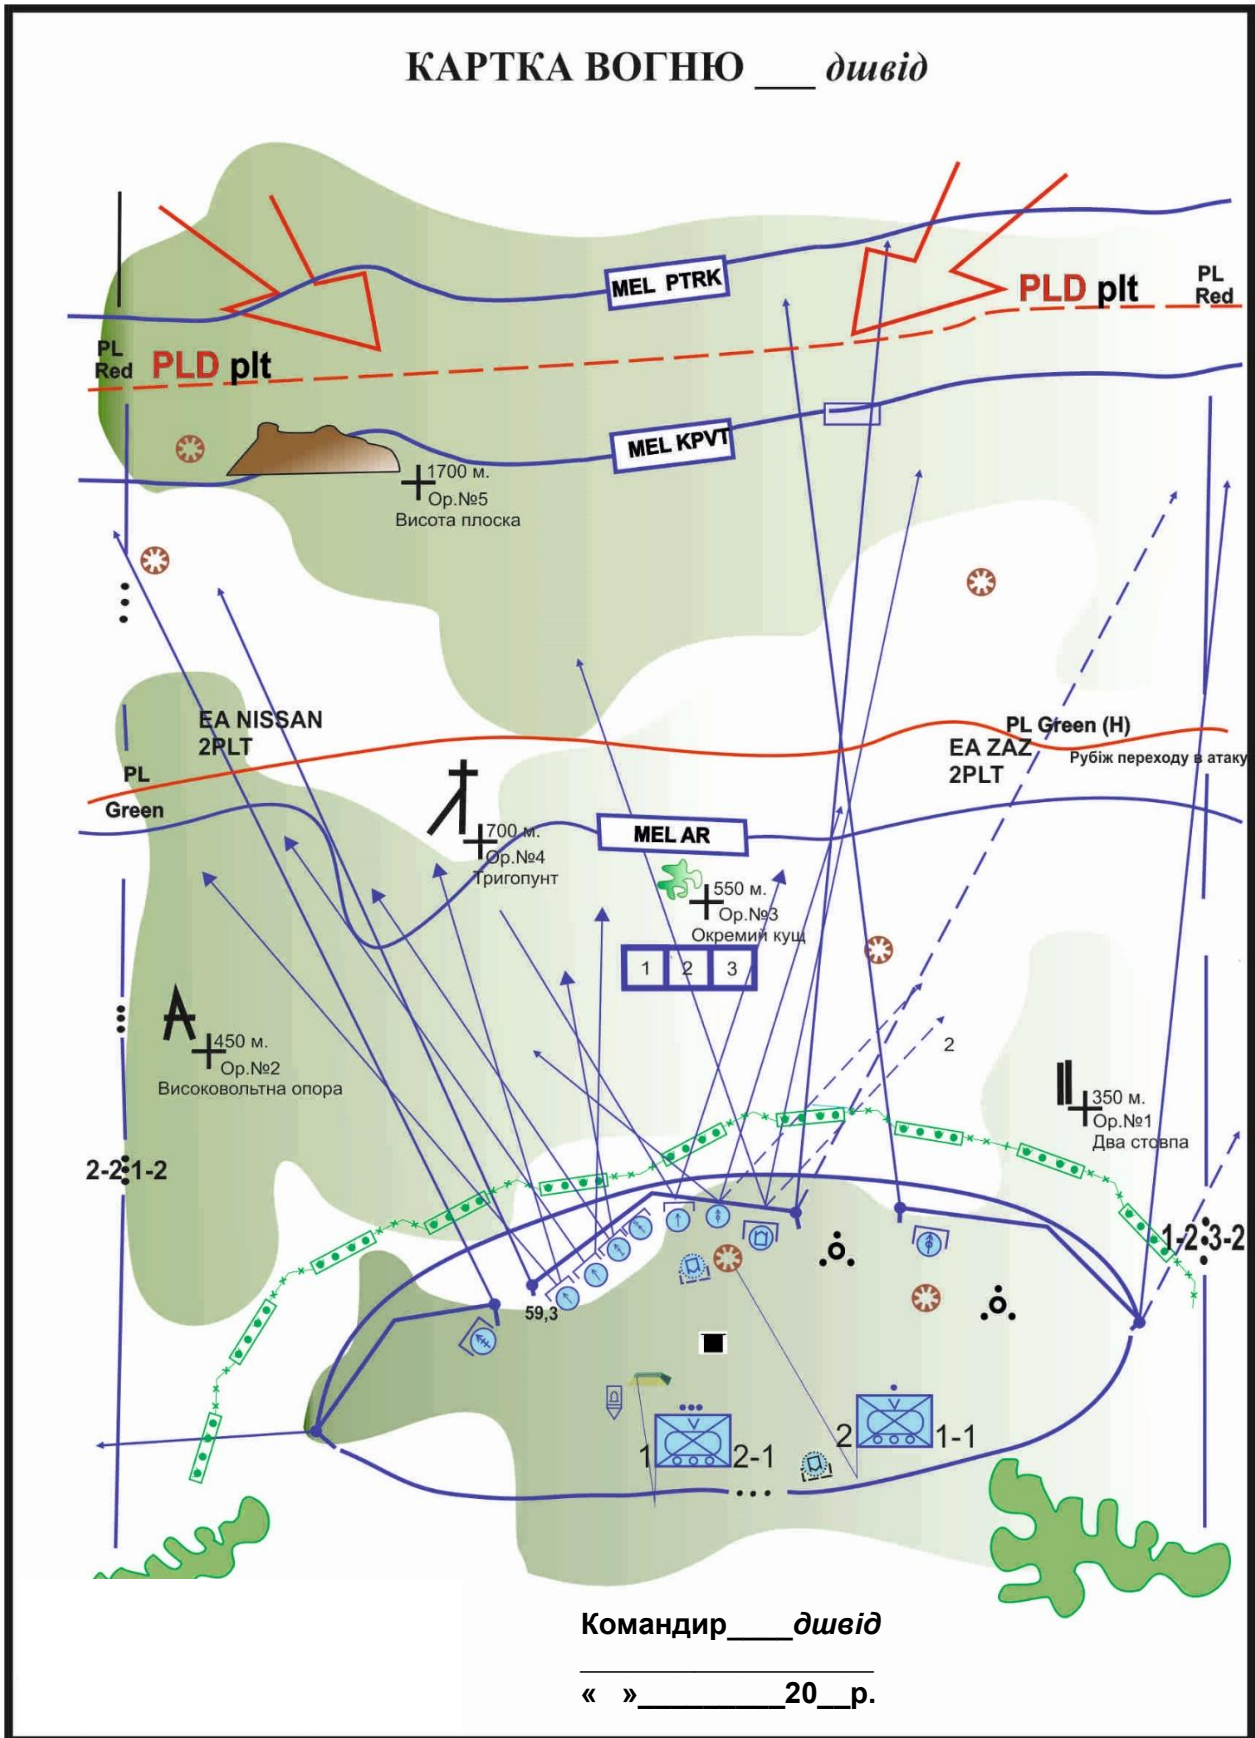 КАРТКА ВОГНЮ ___ дшвід
MEL PTRK
PLD plt
PL
Red
PL
Red
PLD plt
MEL KPVT
1700 м.
Ор.№5
Висота плоска
EA NISSAN
2PLT
PL Green (H)
EA ZAZ
2PLT
Рубіж переходу в атаку
PL
Green
MEL AR
700 м.
Ор.№4
Тригопунт
550 м.
Ор.№3
Окремий кущ
1 2 3
450 м.
Ор.№2
Високовольтна опора
2
350 м.
Ор.№1
Два стовпа
2-2 1-2
1-2 3-2
59,3
1 2-1
2 1-1
Командир____дшвід
__________________
« »_________20__р.